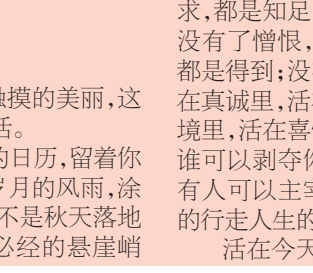 触摸的美丽,这
活。
的日历,留着你
岁月的风雨,涂
不是秋天落地
必经的悬崖峭
求,都是知足
没有了憎恨,
都是得到;没
在真诚里,活
境里,活在喜
谁可以剥夺你
有人可以主宰
的行走人生的
活在今天